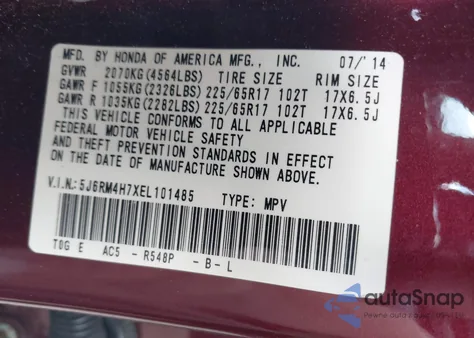 MFD. BY HONDA OF AMERICA MFG., INC. 07/'14
GVWR 2070KG(4564LBS) TIRE SIZE RIM SIZE
GAWR F 1055KG(2326LBS) 225/65R17 102T 17X6.5J
GAWR R 1035KG(2282LBS) 225/65R17 102T 17X6.5J
THIS VEHICLE CONFORMS TO ALL APPLICABLE
FEDERAL MOTOR VEHICLE SAFETY
AND THEFT PREVENTION STANDARDS IN EFFECT
ON THE DATE OF MANUFACTURE SHOWN ABOVE.
V.I.N.: 5J6RM4H7XEL101485 TYPE: MPV
T0G E AC5 - R548P - B - L
autoSnap